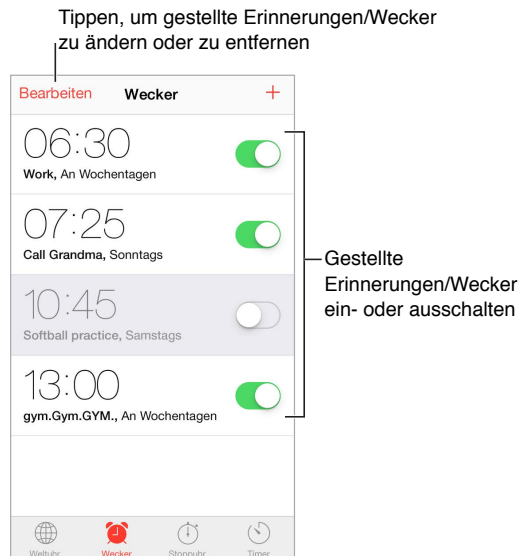 Tippen, um gestellte Erinnerungen/Wecker
zu ändern oder zu entfernen
Bearbeiten Wecker +
06:30
Work, An Wochentagen
07:25
Call Grandma, Sonntags
Gestellte
Erinnerungen/Wecker
ein- oder ausschalten
10:45
Softball practice, Samstags
13:00
gym.Gym.GYM., An Wochentagen
Weltuhr Wecker Stoppuhr Timer